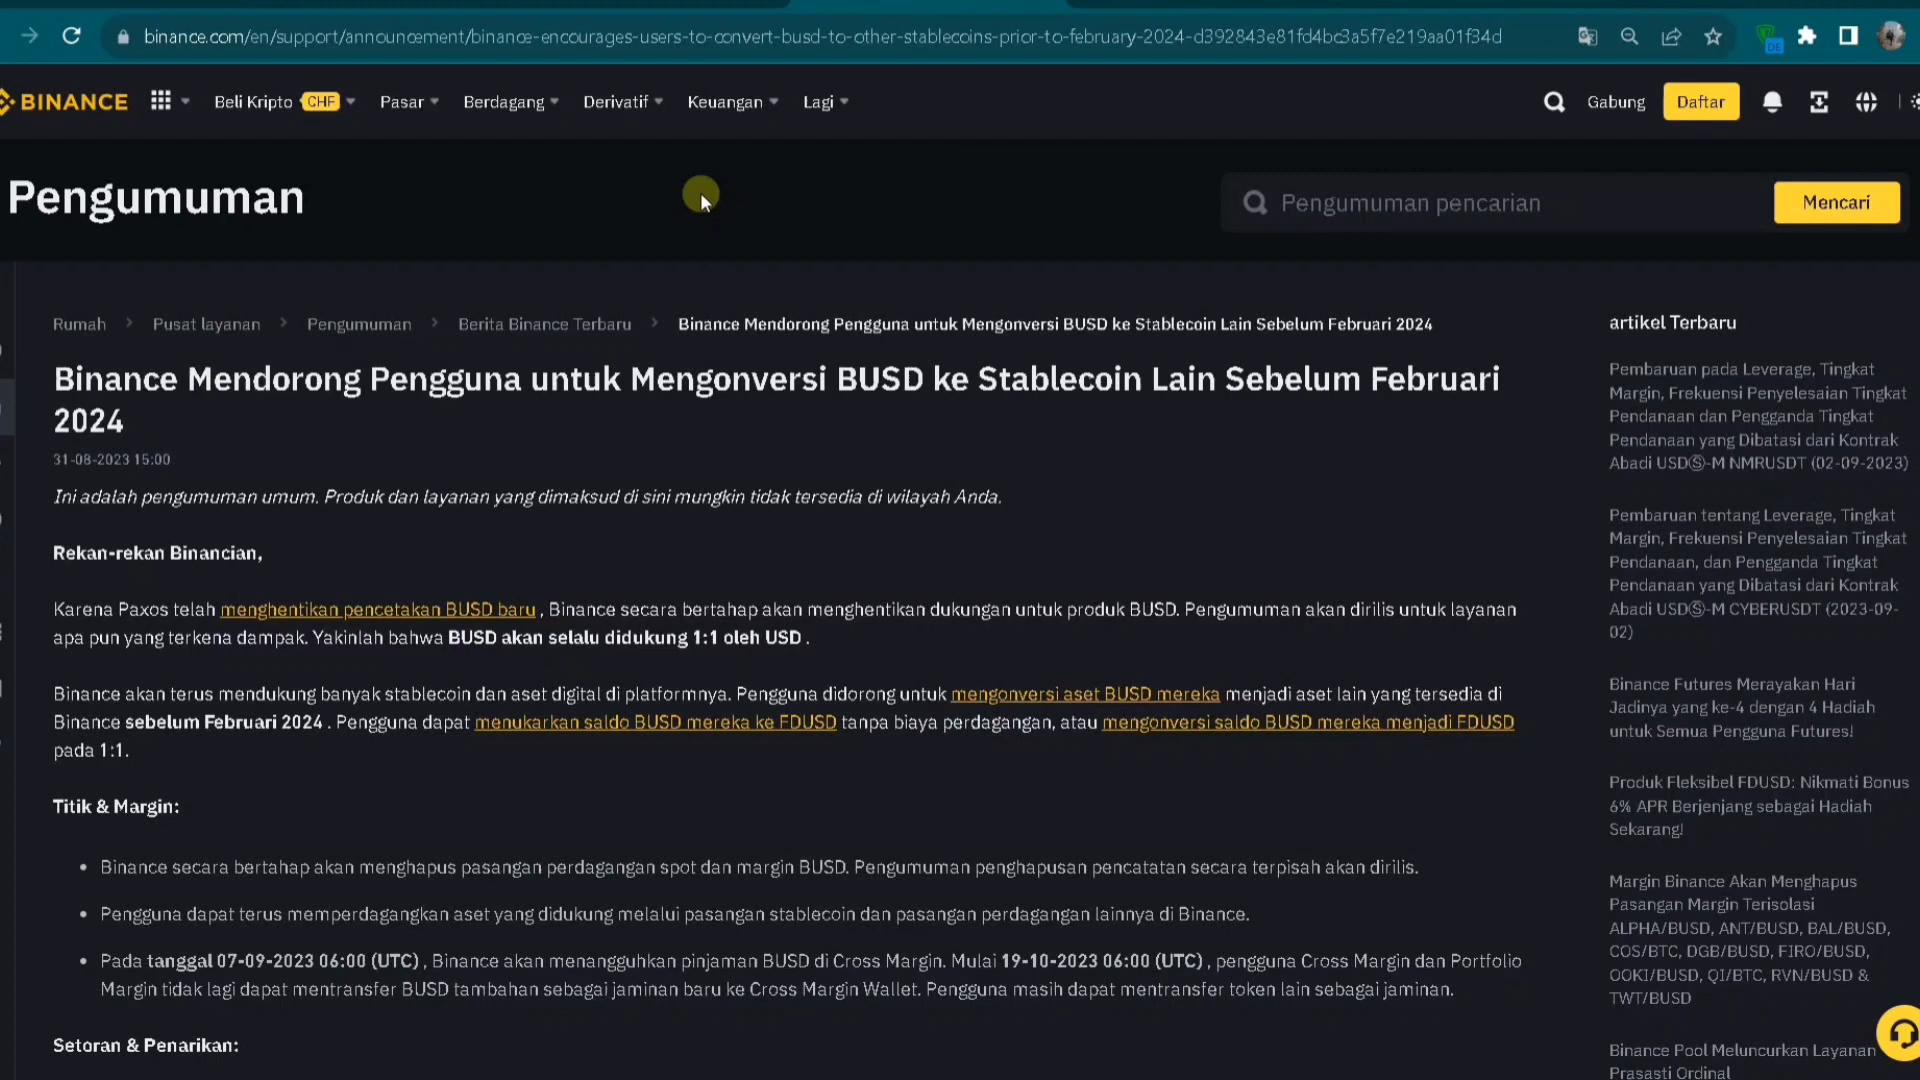 binance.com/en/support/announcement/binance-encourages-users-to-convert-busd-to-other-stablecoins-prior-to-february-2024-d392843e81fd4bc3a5f7e219aa01f34d
DE
BINANCE
Beli Kripto CHF
Pasar
Berdagang
Derivatif
Keuangan
Lagi
Gabung
Daftar
Pengumuman
Pengumuman pencarian
Mencari
Rumah > Pusat layanan > Pengumuman > Berita Binance Terbaru > Binance Mendorong Pengguna untuk Mengonversi BUSD ke Stablecoin Lain Sebelum Februari 2024
Binance Mendorong Pengguna untuk Mengonversi BUSD ke Stablecoin Lain Sebelum Februari
2024
31-08-2023 15:00
Ini adalah pengumuman umum. Produk dan layanan yang dimaksud di sini mungkin tidak tersedia di wilayah Anda.
Rekan-rekan Binancian,
Karena Paxos telah menghentikan pencetakan BUSD baru , Binance secara bertahap akan menghentikan dukungan untuk produk BUSD. Pengumuman akan dirilis untuk layanan
apa pun yang terkena dampak. Yakinlah bahwa BUSD akan selalu didukung 1:1 oleh USD .
Binance akan terus mendukung banyak stablecoin dan aset digital di platformnya. Pengguna didorong untuk mengonversi aset BUSD mereka menjadi aset lain yang tersedia di
Binance sebelum Februari 2024 . Pengguna dapat menukarkan saldo BUSD mereka ke FDUSD tanpa biaya perdagangan, atau mengonversi saldo BUSD mereka menjadi FDUSD
pada 1:1.
Titik & Margin:
• Binance secara bertahap akan menghapus pasangan perdagangan spot dan margin BUSD. Pengumuman penghapusan pencatatan secara terpisah akan dirilis.
• Pengguna dapat terus memperdagangkan aset yang didukung melalui pasangan stablecoin dan pasangan perdagangan lainnya di Binance.
• Pada tanggal 07-09-2023 06:00 (UTC) , Binance akan menangguhkan pinjaman BUSD di Cross Margin. Mulai 19-10-2023 06:00 (UTC) , pengguna Cross Margin dan Portfolio
Margin tidak lagi dapat mentransfer BUSD tambahan sebagai jaminan baru ke Cross Margin Wallet. Pengguna masih dapat mentransfer token lain sebagai jaminan.
Setoran & Penarikan:
artikel Terbaru
Pembaruan pada Leverage, Tingkat
Margin, Frekuensi Penyelesaian Tingkat
Pendanaan dan Pengganda Tingkat
Pendanaan yang Dibatasi dari Kontrak
Abadi USDⓈ-M NMRUSDT (02-09-2023)
Pembaruan tentang Leverage, Tingkat
Margin, Frekuensi Penyelesaian Tingkat
Pendanaan, dan Pengganda Tingkat
Pendanaan yang Dibatasi dari Kontrak
Abadi USDⓈ-M CYBERUSDT (2023-09-
02)
Binance Futures Merayakan Hari
Jadinya yang ke-4 dengan 4 Hadiah
untuk Semua Pengguna Futures!
Produk Fleksibel FDUSD: Nikmati Bonus
6% APR Berjenjang sebagai Hadiah
Sekarang!
Margin Binance Akan Menghapus
Pasangan Margin Terisolasi
ALPHA/BUSD, ANT/BUSD, BAL/BUSD,
COS/BTC, DGB/BUSD, FIRO/BUSD,
OOKI/BUSD, QI/BTC, RVN/BUSD &
TWT/BUSD
Binance Pool Meluncurkan Layanan
Prasasti Ordinal